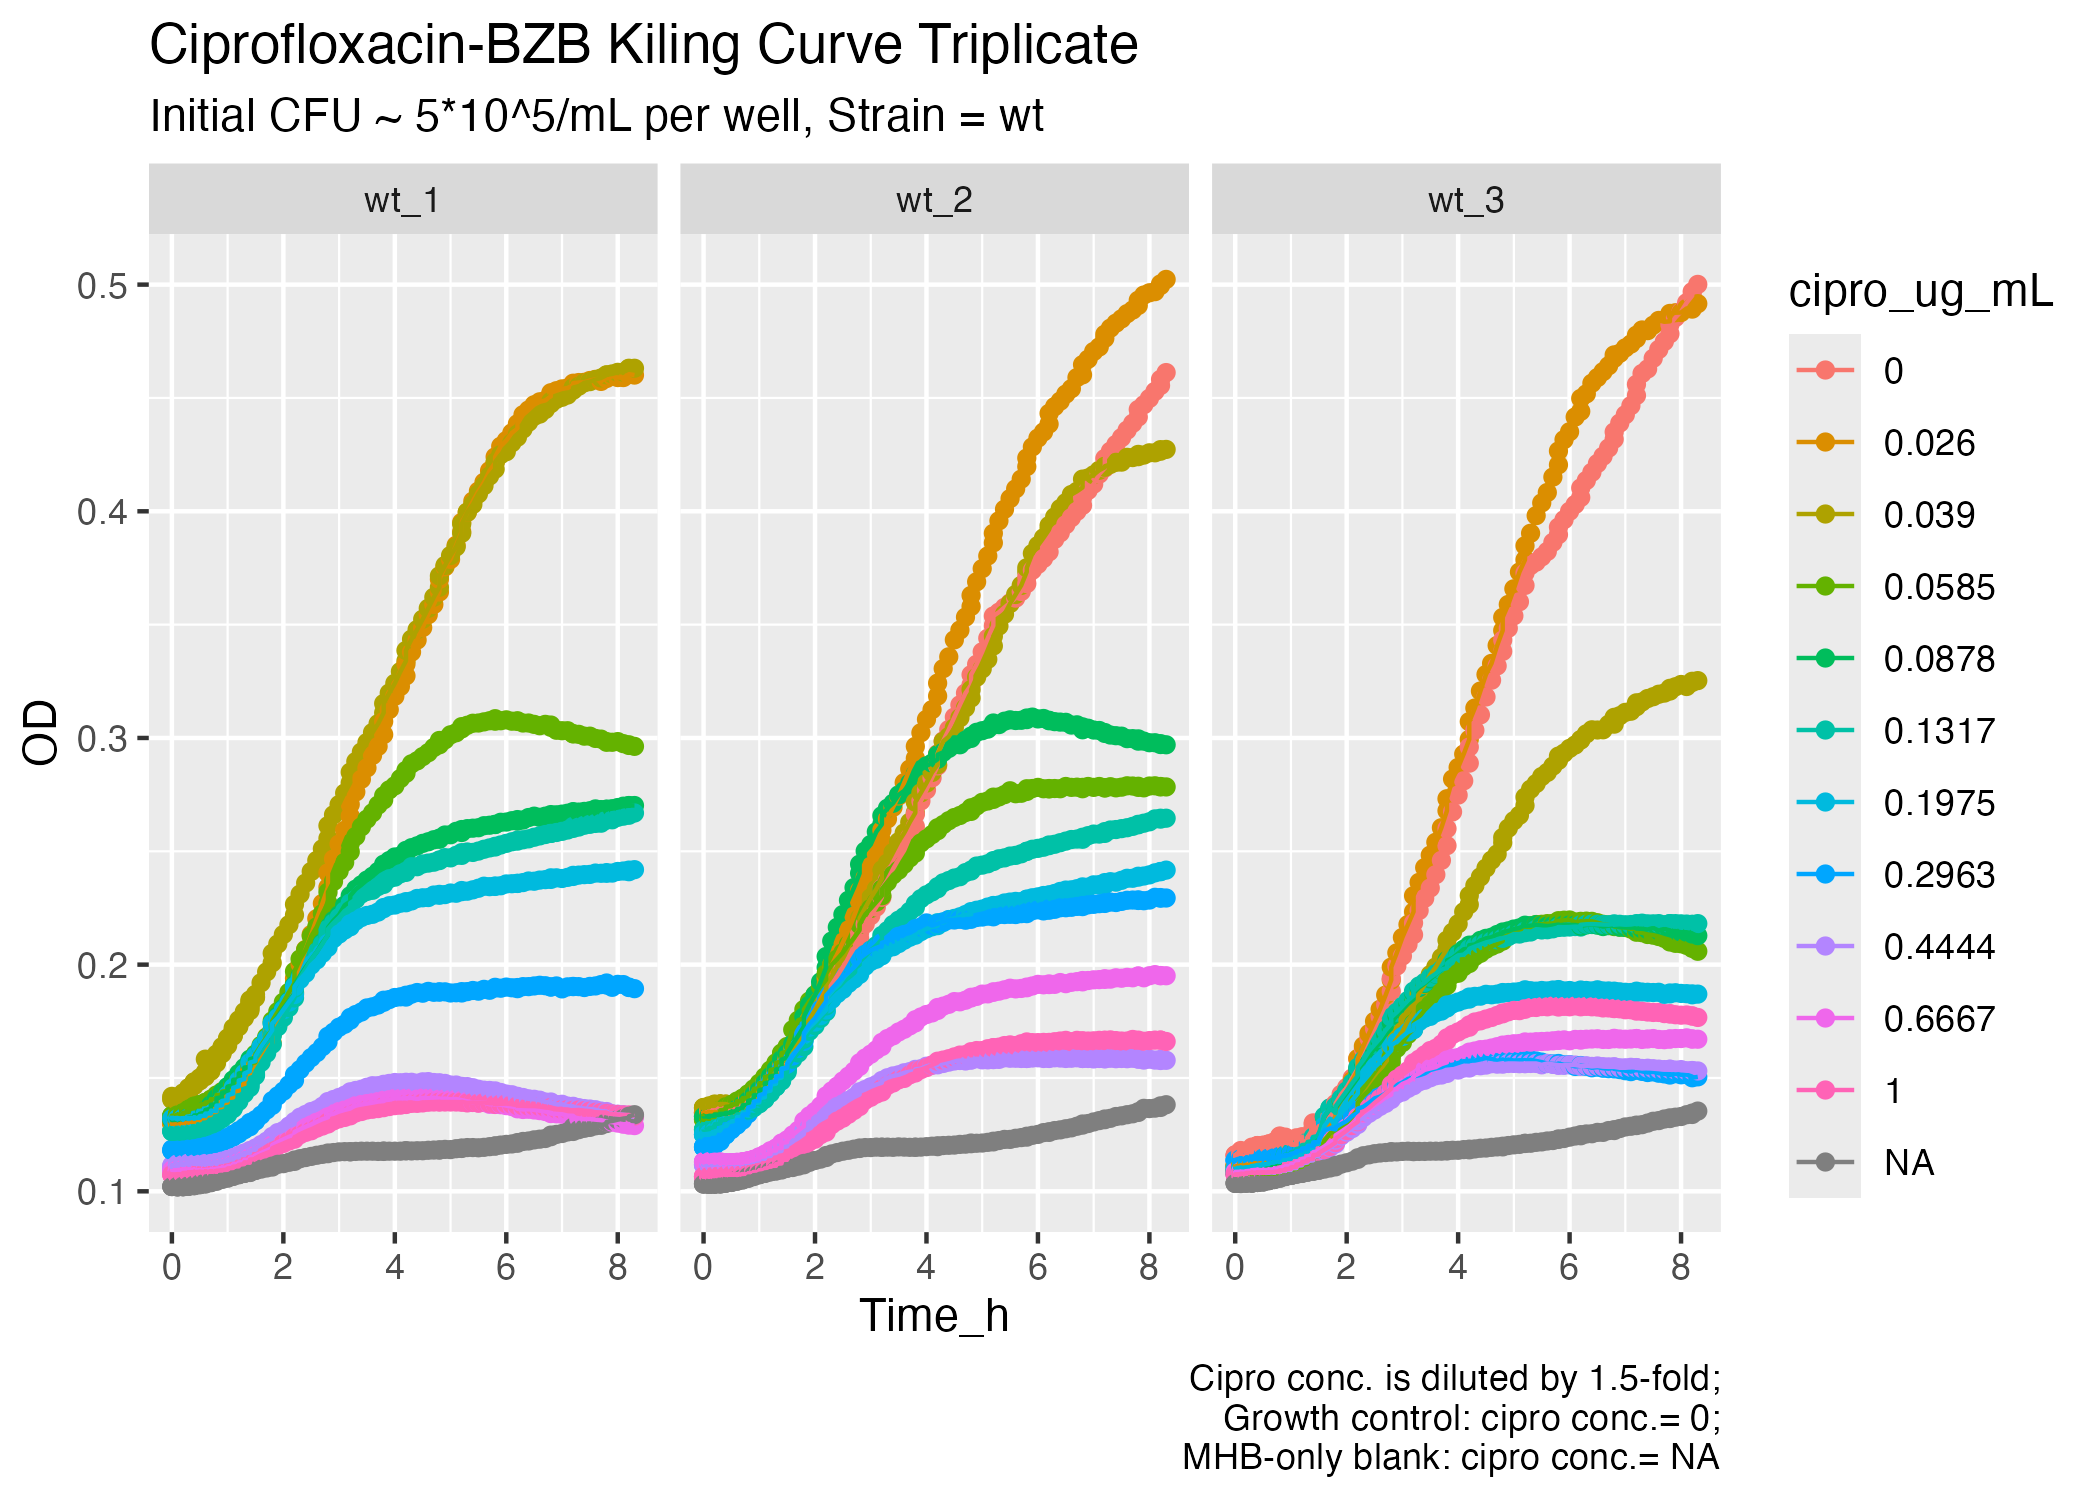 Ciprofloxacin-BZB Kiling Curve Triplicate
Initial CFU ~ 5*10^5/mL per well, Strain = wt
wt_1 wt_2 wt_3
OD
0.5
0.4
0.3
0.2
0.1
0 2 4 6 8 0 2 4 6 8 0 2 4 6 8
Time_h
cipro_ug_mL
0
0.026
0.039
0.0585
0.0878
0.1317
0.1975
0.2963
0.4444
0.6667
1
NA
Cipro conc. is diluted by 1.5-fold;
Growth control: cipro conc.= 0;
MHB-only blank: cipro conc.= NA